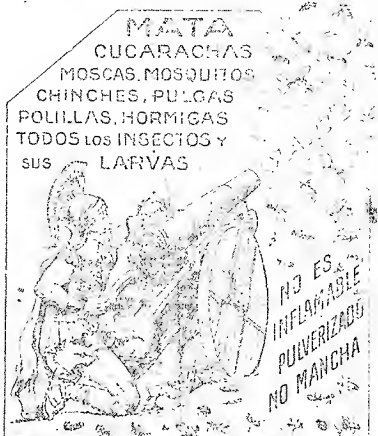 MATA
CUCARACHAS
MOSCAS, MOSQUITOS
CHINCHES, PULGAS
POLILLAS, HORMIGAS
TODOS LOS INSECTOS Y
SUS LARVAS
NO ES
INFLAMABLE
PULVERIZADO
NO MANCHA